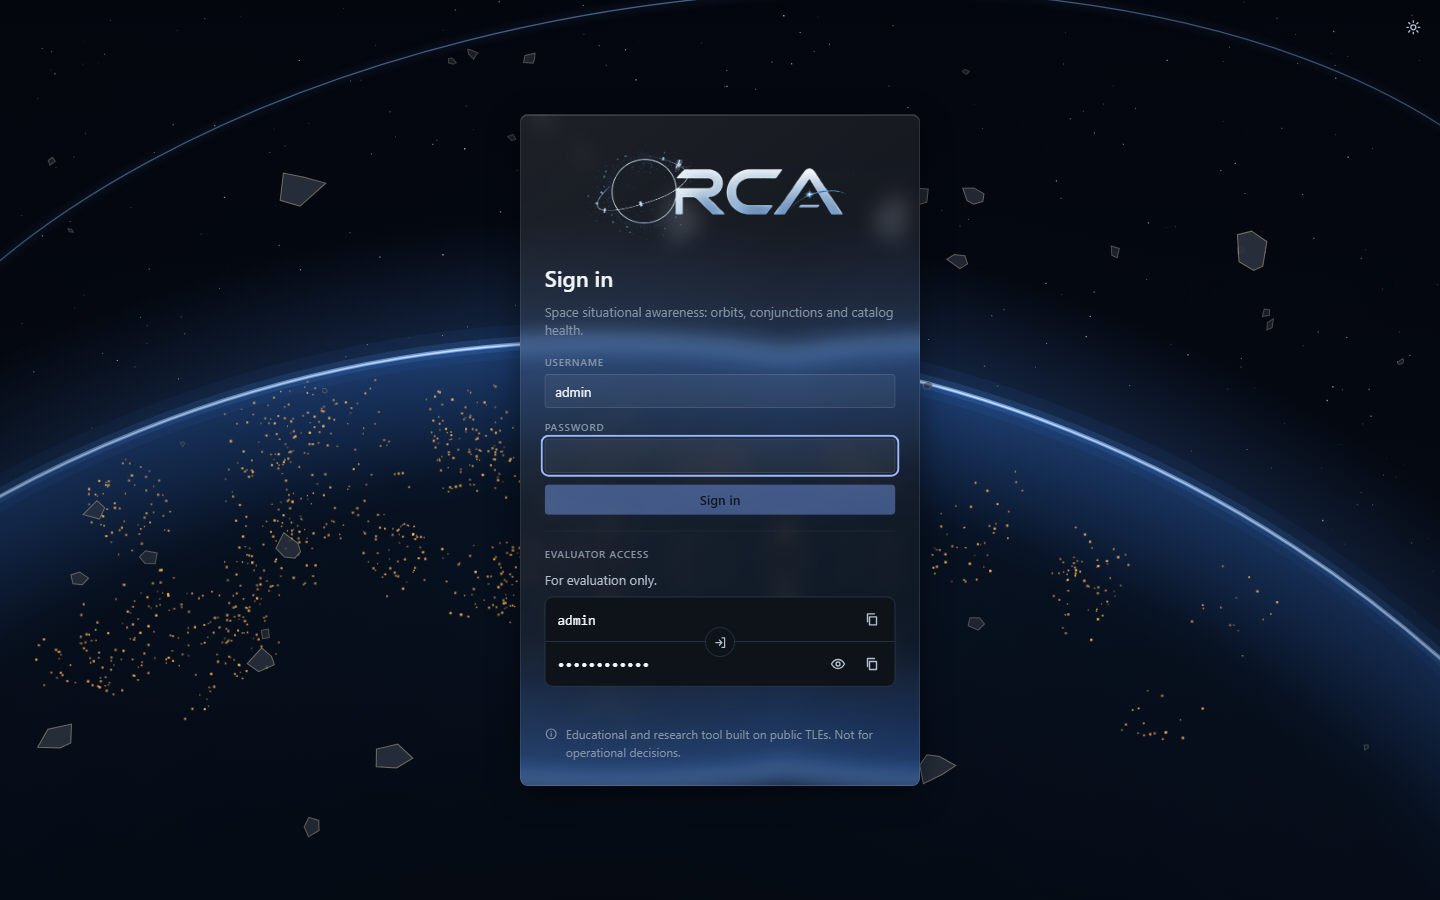 ORCA
Sign in
Space situational awareness: orbits, conjunctions and catalog
health.
USERNAME
admin
PASSWORD
Sign in
EVALUATOR ACCESS
For evaluation only.
admin
••••••••••••
Educational and research tool built on public TLEs. Not for
operational decisions.